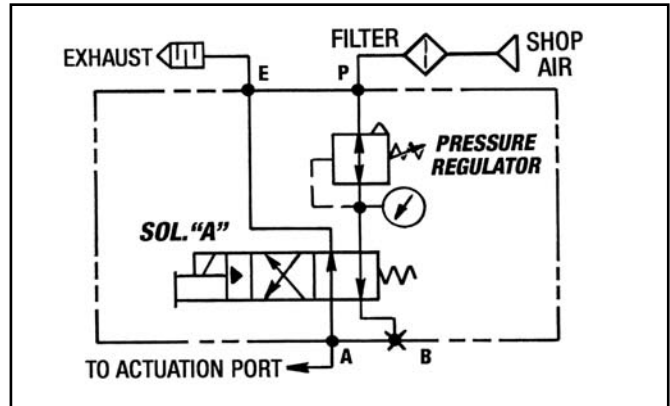 EXHAUST
FILTER
SHOP
AIR
E
P
PRESSURE
REGULATOR
SOL."A"
TO ACTUATION PORT
A
B